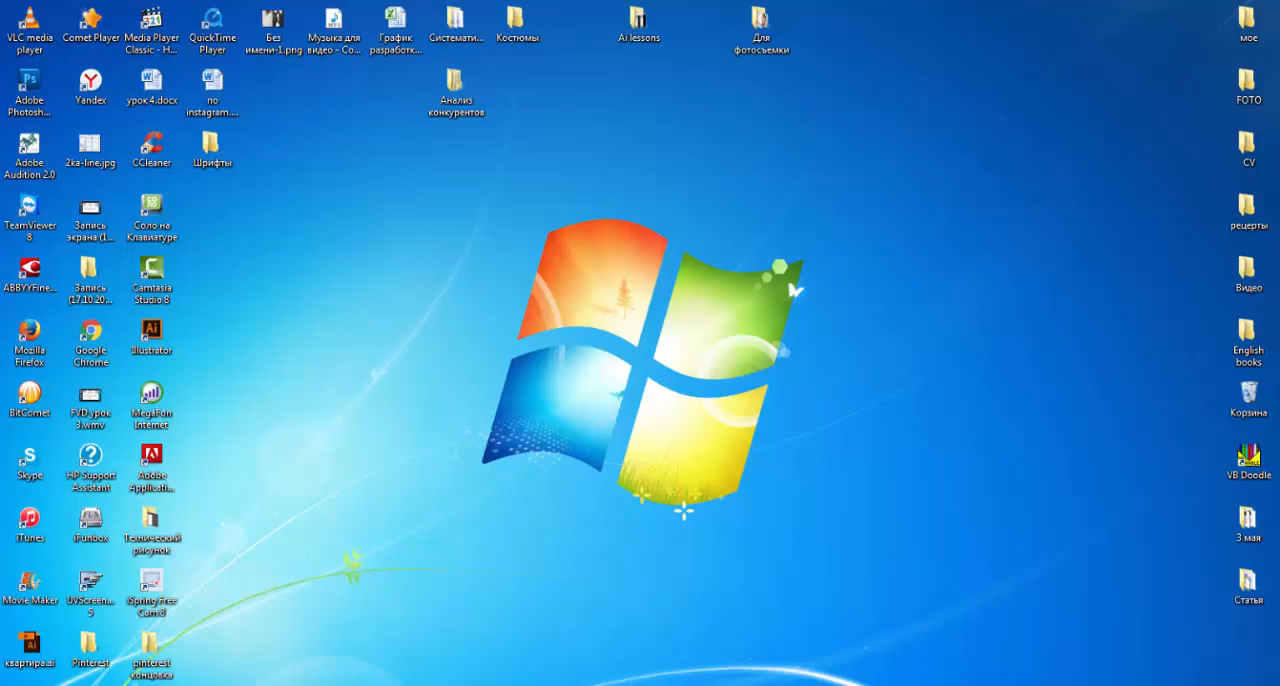 VLC media
player
Comet Player
Media Player
Classic - H...
QuickTime
Player
Без
имени-1.png
Музыка для
видео - Co...
График
разработк...
Системати...
Костюмы
Ai lessons
Для
фотосъемки
мое
Adobe
Photosh...
Yandex
урок 4.docx
по
instagram....
Анализ
конкурентов
FOTO
Adobe
Audition 2.0
2ka-line.jpg
CCleaner
Шрифты
CV
TeamViewer
8
Запись
экрана (1...
Соло на
Клавиатуре
рецепты
ABBYYFine...
Запись
(17.10.20...
Camtasia
Studio 8
Видео
Mozilla
Firefox
Google
Chrome
Illustrator
English
books
BitComet
FVD урок
3.wmv
MegaFon
Internet
Корзина
Skype
HP Support
Assistant
Adobe
Applicati...
VB Doodle
iTunes
iFunbox
Технический
рисунок
3 мая
Movie Maker
UVScreen...
5
iSpring Free
Cam 8
Статья
квартира.ai
Pinterest
pinterest
концовка